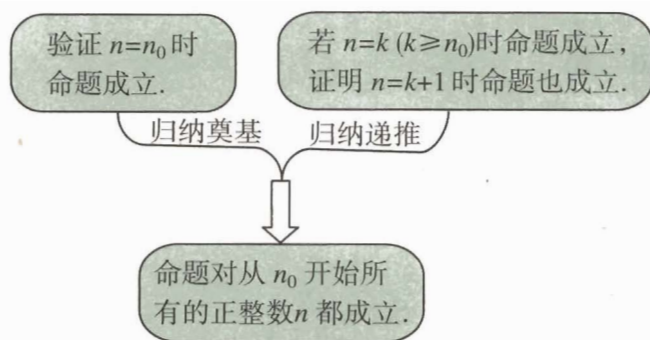 验证 n=n₀ 时
命题成立.
若 n=k (k≥n₀)时命题成立，
证明 n=k+1 时命题也成立.
归纳奠基
归纳递推
命题对从 n₀ 开始所
有的正整数n 都成立.